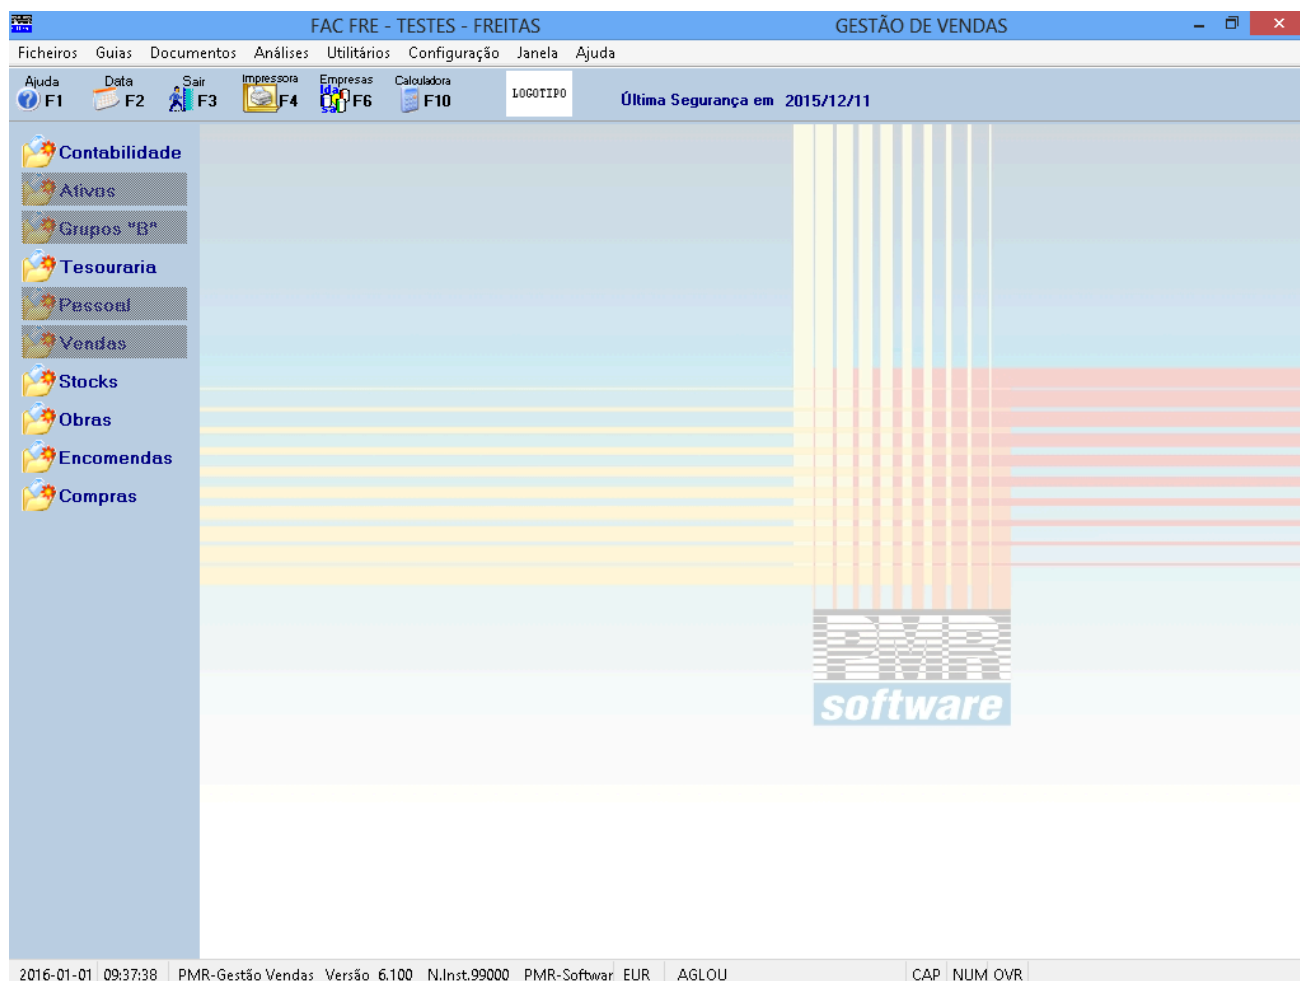 FAC FRE - TESTES - FREITAS GESTÃO DE VENDAS
Ficheiros Guias Documentos Análises Utilitários Configuração Janela Ajuda
Ajuda F1 Data F2 Sair F3 Impressora F4 Empresas F6 Calculadora F10 LOGOTIPO Última Segurança em 2015/12/11
Contabilidade
Ativos
Grupos "B"
Tesouraria
Pessoal
Vendas
Stocks
Obras
Encomendas
Compras
PMR
software
2016-01-01 09:37:38 PMR-Gestão Vendas Versão 6.100 N.Inst.99000 PMR-Softwar EUR AGLOU CAP NUM OVR